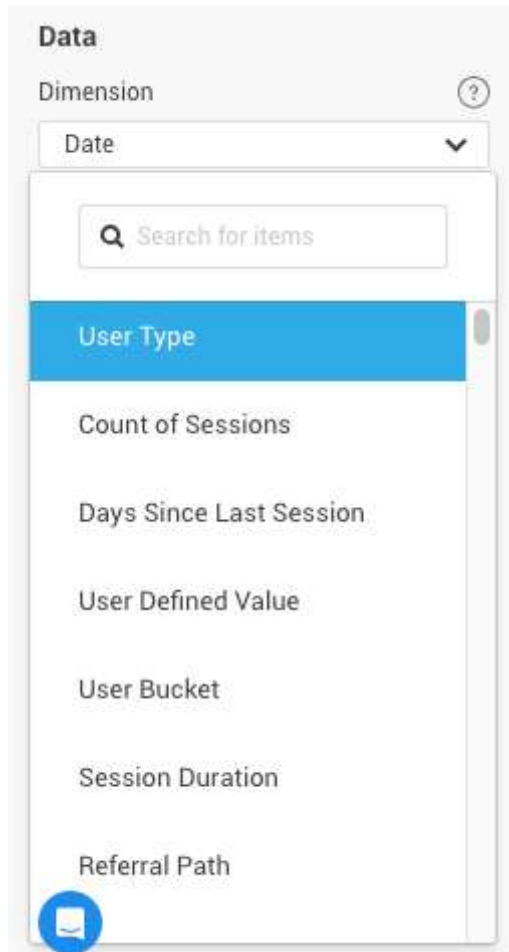 Data
Dimension
?
Date
Search for items
User Type
Count of Sessions
Days Since Last Session
User Defined Value
User Bucket
Session Duration
Referral Path